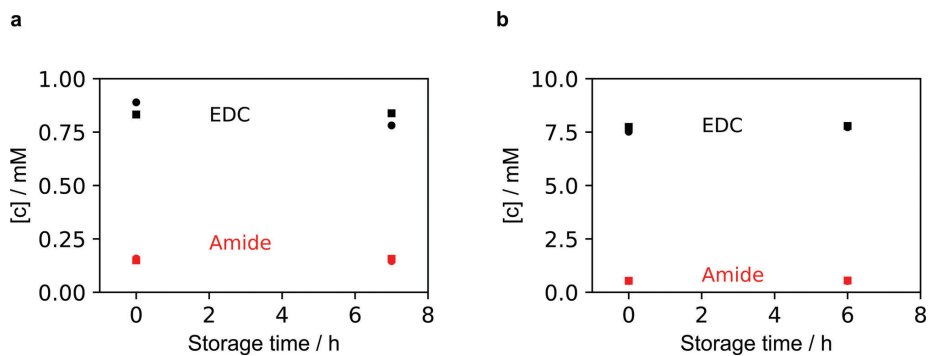 a
1.00
0.75
0.50
0.25
0.00
[c] / mM
EDC
Amide
0 2 4 6 8
Storage time / h
b
10.0
7.5
5.0
2.5
0.00
[c] / mM
EDC
Amide
0 2 4 6 8
Storage time / h